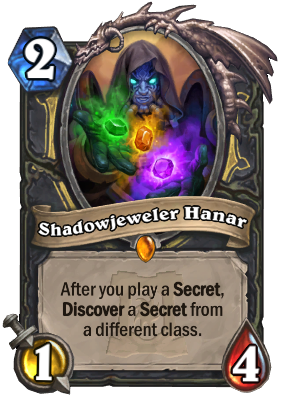 2
Shadowjeweler Hanar
After you play a Secret,
Discover a Secret from
a different class.
1
4